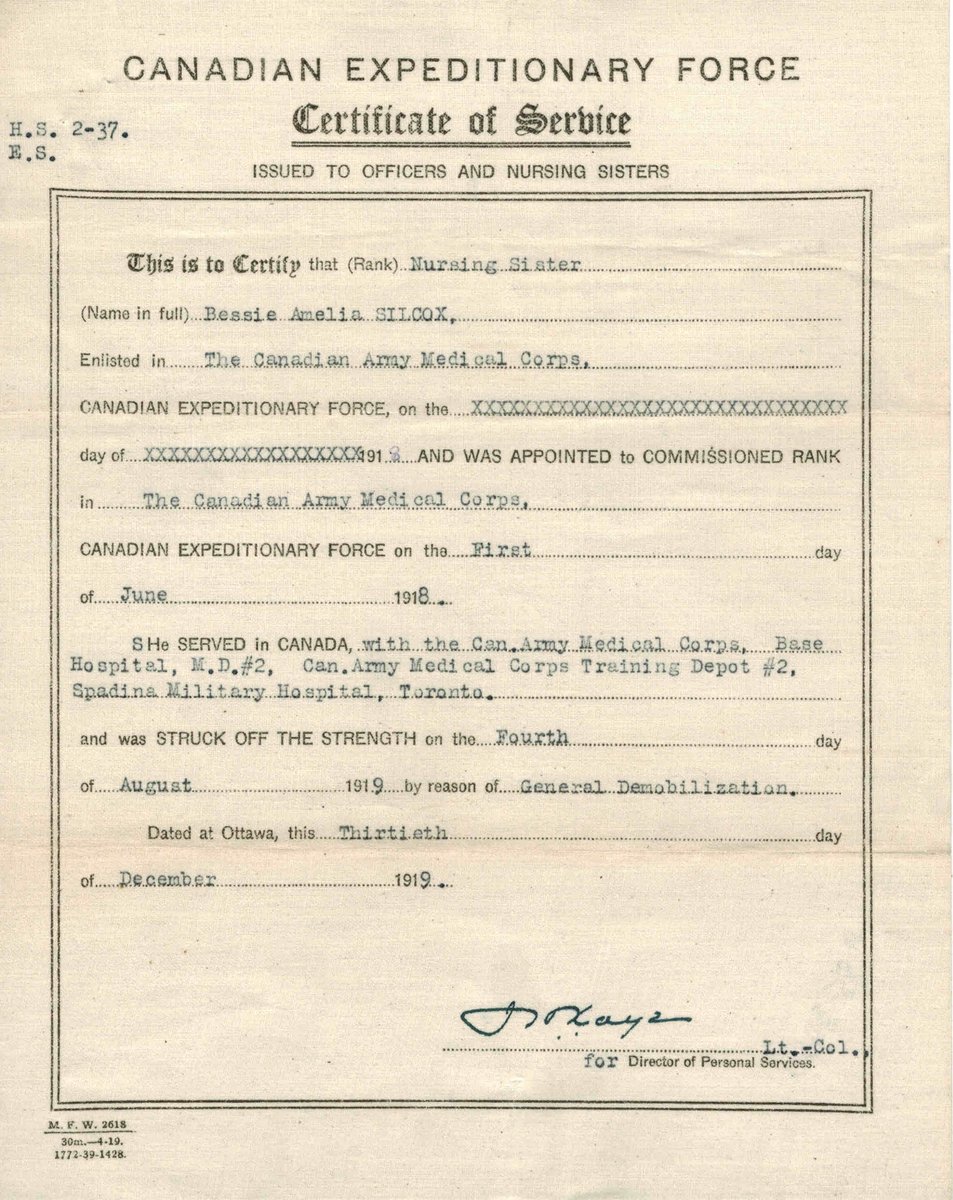 CANADIAN EXPEDITIONARY FORCE
Certificate of Service
H.S. 2-37.
E.S.
ISSUED TO OFFICERS AND NURSING SISTERS
This is to Certify that (Rank) Nursing Sister
(Name in full) Bessie Amelia SILCOX,
Enlisted in The Canadian Army Medical Corps,
CANADIAN EXPEDITIONARY FORCE, on the XXXXXXXXXXXXXXXXXXXXXXXXXXXXXX
day of XXXXXXXXXXXXXXXXXX 191 AND WAS APPOINTED to COMMISSIONED RANK
in The Canadian Army Medical Corps,
CANADIAN EXPEDITIONARY FORCE on the First day
of June 1918.
SHe SERVED in CANADA, with the Can.Army Medical Corps, Base
Hospital, M.D.#2, Can.Army Medical Corps Training Depot #2,
Spadina Military Hospital, Toronto.
and was STRUCK OFF THE STRENGTH on the Fourth day
of August 1919 by reason of General Demobilization.
Dated at Ottawa, this Thirtieth day
of December 1919.
Lt.-Col.,
for Director of Personal Services.
M. F. W. 2618
30m.—4-19.
1772-39-1428.